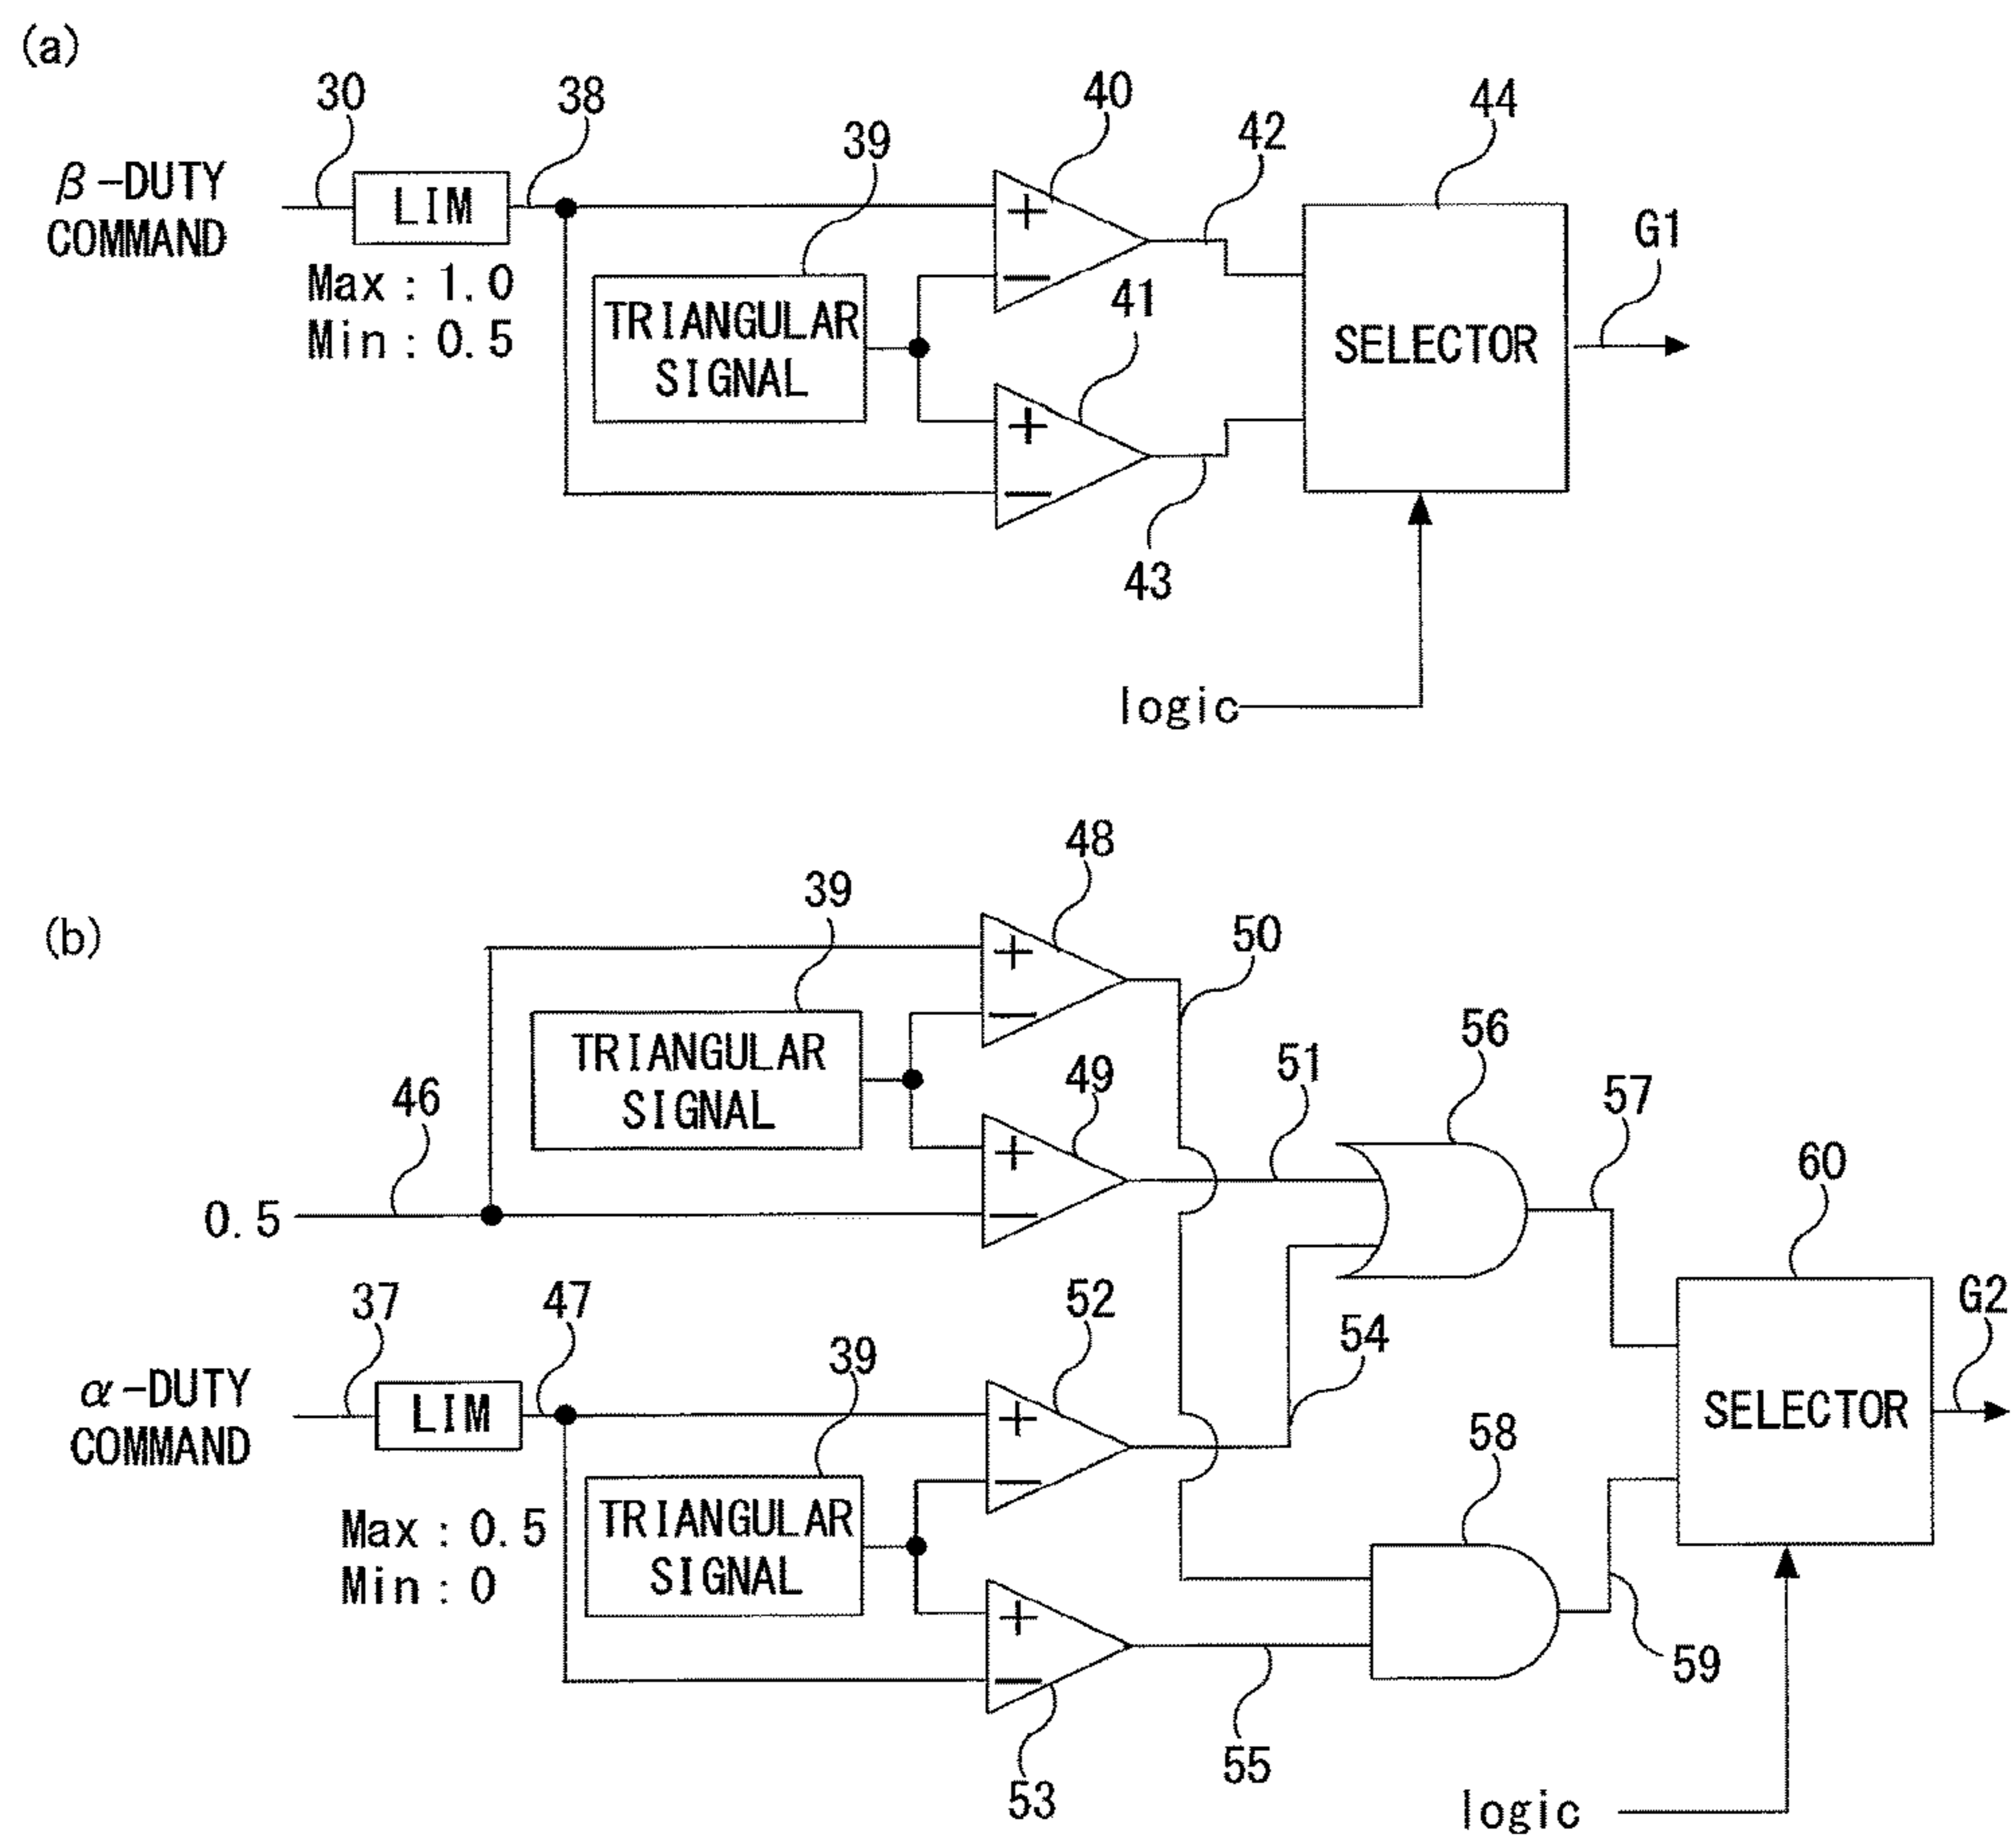 (a)
30
38
39
40
42
44
β-DUTY
COMMAND
LIM
Max : 1.0
Min : 0.5
TRIANGULAR
SIGNAL
+
−
41
+
−
43
SELECTOR
G1
logic
(b)
39
48
50
+
−
TRIANGULAR
SIGNAL
46
0.5
49
+
−
51
56
57
60
37
47
39
52
54
α-DUTY
COMMAND
LIM
Max : 0.5
Min : 0
TRIANGULAR
SIGNAL
+
−
+
−
53
55
58
59
SELECTOR
G2
logic